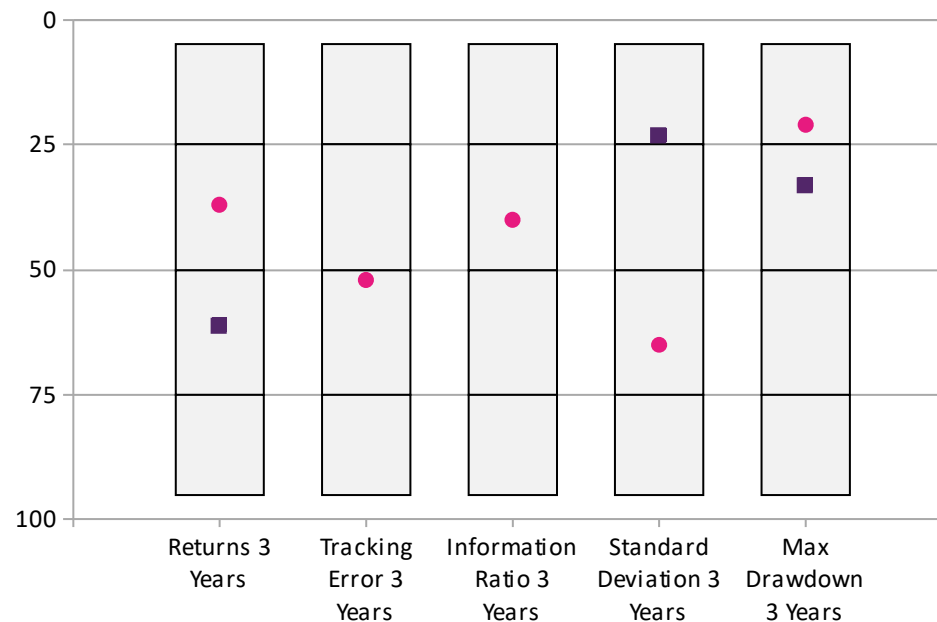 0
25
50
75
100
Returns 3
Years
Tracking
Error 3
Years
Information
Ratio 3
Years
Standard
Deviation 3
Years
Max
Drawdown
3 Years